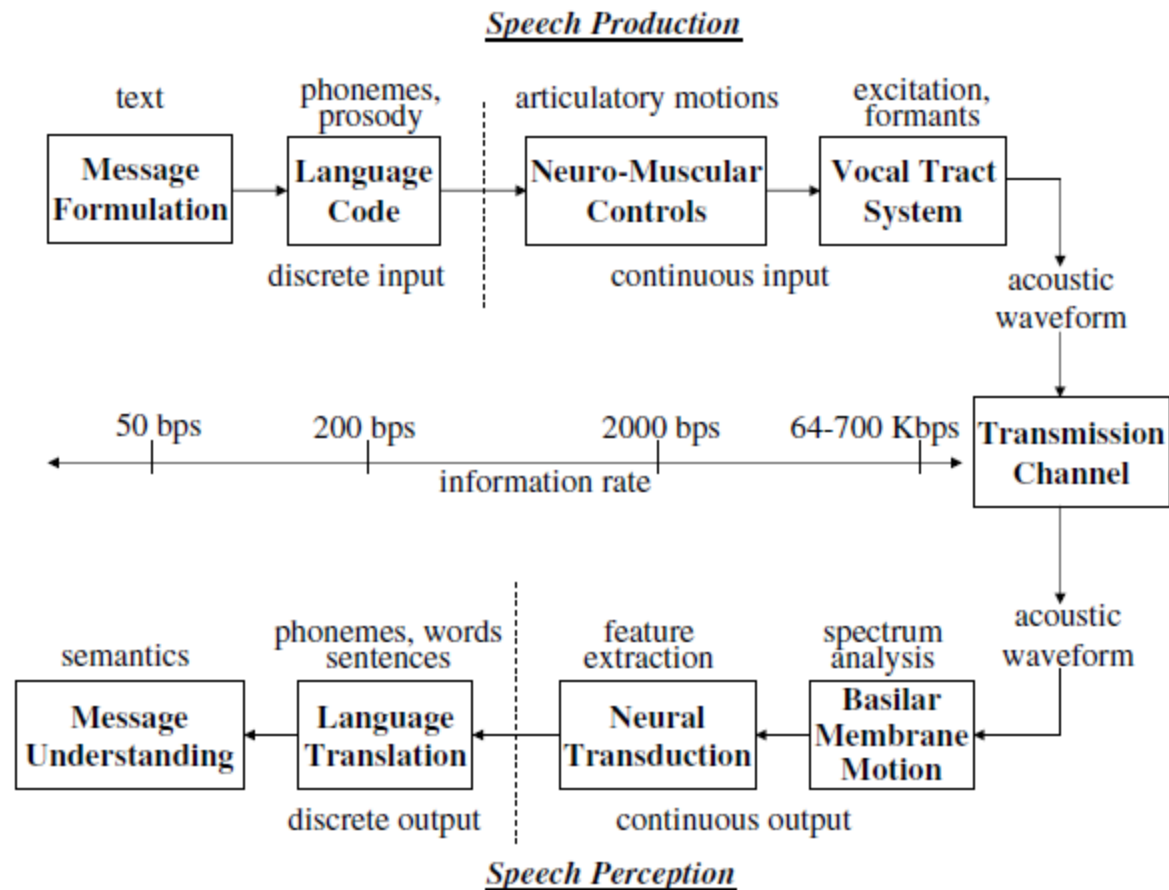 Speech Production
text
phonemes,
prosody
articulatory motions
excitation,
formants
Message
Formulation
Language
Code
Neuro-Muscular
Controls
Vocal Tract
System
discrete input
continuous input
acoustic
waveform
50 bps
200 bps
2000 bps
64-700 Kbps
information rate
Transmission
Channel
acoustic
waveform
semantics
phonemes, words
sentences
feature
extraction
spectrum
analysis
Message
Understanding
Language
Translation
Neural
Transduction
Basilar
Membrane
Motion
discrete output
continuous output
Speech Perception